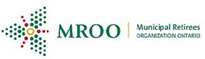 MROO
Municipal Retirees
ORGANIZATION ONTARIO